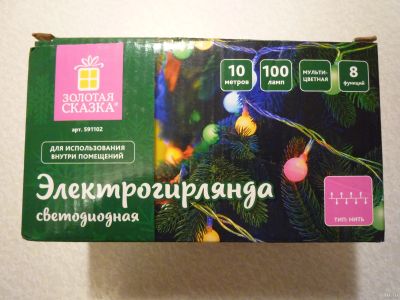 ЗОЛОТАЯ
СКАЗКА®
арт. 591102
ДЛЯ ИСПОЛЬЗОВАНИЯ
ВНУТРИ ПОМЕЩЕНИЙ
10
метров
100
ламп
МУЛЬТИ-
ЦВЕТНАЯ
8
функций
Электрогирлянда
светодиодная
ТИП: НИТЬ